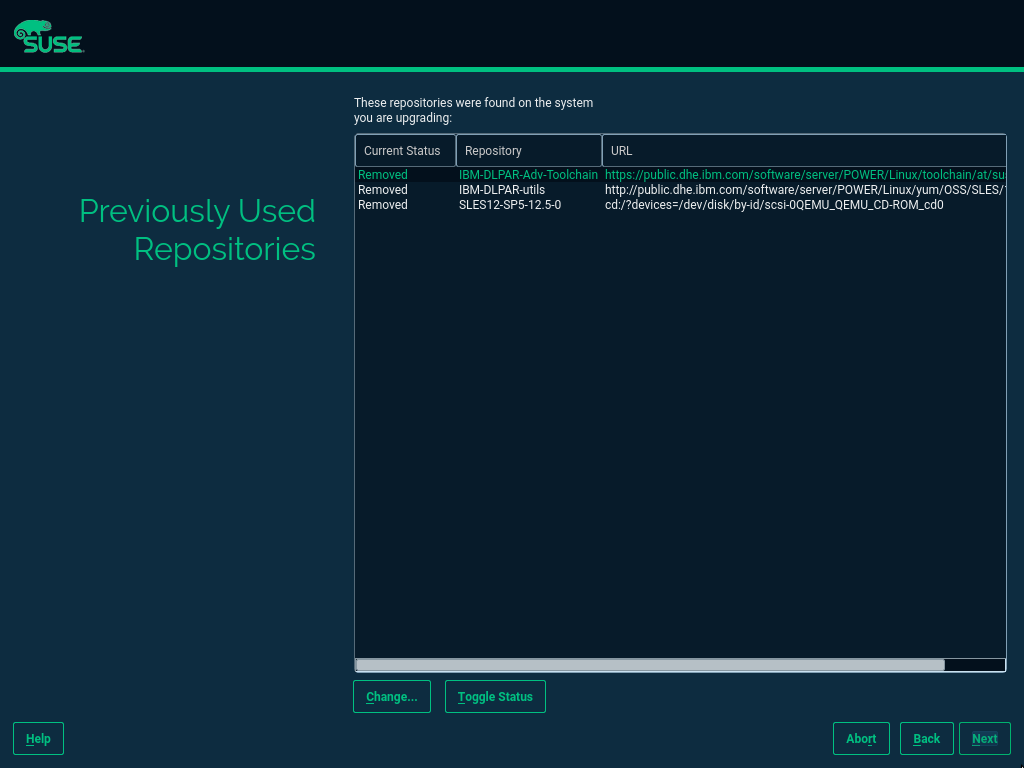 SUSE
These repositories were found on the system
you are upgrading:
Previously Used
Repositories
Current Status Repository URL
Removed IBM-DLPAR-Adv-Toolchain https://public.dhe.ibm.com/software/server/POWER/Linux/toolchain/at/su
Removed IBM-DLPAR-utils http://public.dhe.ibm.com/software/server/POWER/Linux/yum/OSS/SLES/
Removed SLES12-SP5-12.5-0 cd:/?devices=/dev/disk/by-id/scsi-0QEMU_QEMU_CD-ROM_cd0
Change... Toggle Status
Help Abort Back Next